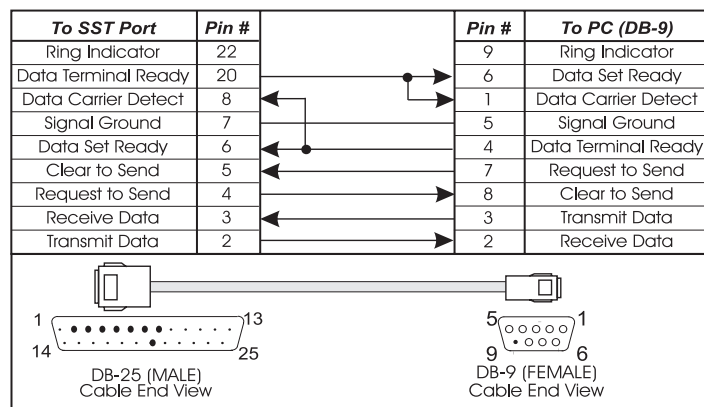 To SST Port Pin # Pin # To PC (DB-9)
Ring Indicator 22 9 Ring Indicator
Data Terminal Ready 20 6 Data Set Ready
Data Carrier Detect 8 1 Data Carrier Detect
Signal Ground 7 5 Signal Ground
Data Set Ready 6 4 Data Terminal Ready
Clear to Send 5 7 Request to Send
Request to Send 4 8 Clear to Send
Receive Data 3 3 Transmit Data
Transmit Data 2 2 Receive Data
1 13 5 1
14 25 9 6
DB-25 (MALE) DB-9 (FEMALE)
Cable End View Cable End View